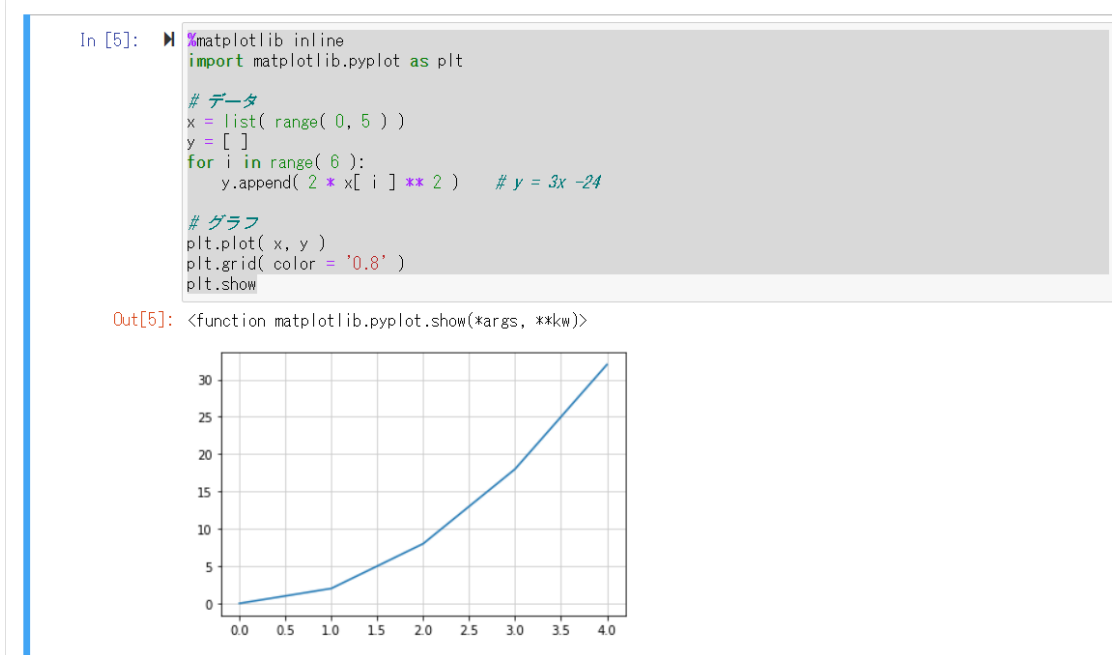 In [5]:
%matplotlib inline
import matplotlib.pyplot as plt
# データ
x = list( range( 0, 5 ) )
y = [ ]
for i in range( 6 ):
    y.append( 2 * x[ i ] ** 2 )    # y = 3x -24
# グラフ
plt.plot( x, y )
plt.grid( color = '0.8' )
plt.show
Out[5]: <function matplotlib.pyplot.show(*args, **kw)>
30
25
20
15
10
5
0
0.0 0.5 1.0 1.5 2.0 2.5 3.0 3.5 4.0